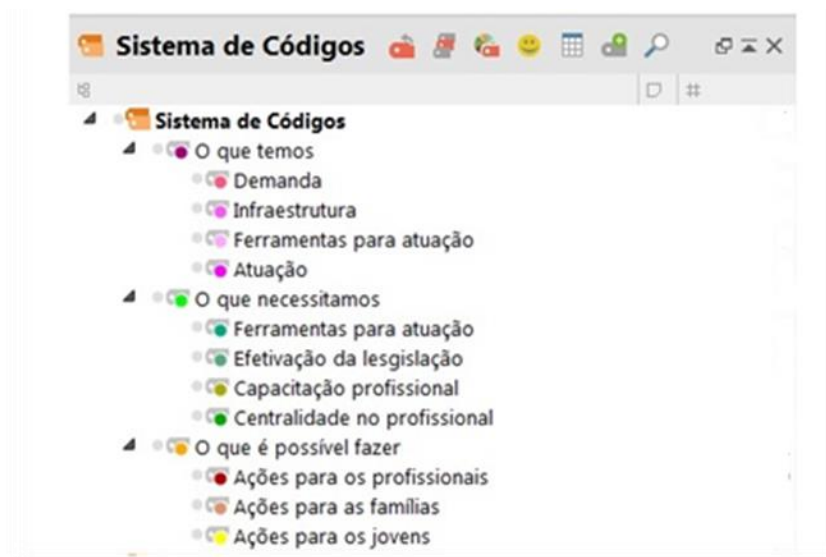 Sistema de Códigos
#
Sistema de Códigos
O que temos
Demanda
Infraestrutura
Ferramentas para atuação
Atuação
O que necessitamos
Ferramentas para atuação
Efetivação da lesgislação
Capacitação profissional
Centralidade no profissional
O que é possível fazer
Ações para os profissionais
Ações para as famílias
Ações para os jovens